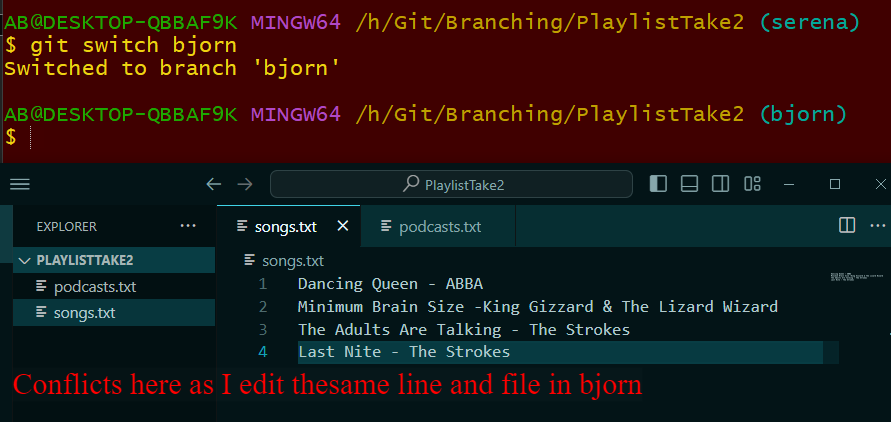 AB@DESKTOP-QBBAF9K MINGW64 /h/Git/Branching/PlaylistTake2 (serena)
$ git switch bjorn
Switched to branch 'bjorn'
AB@DESKTOP-QBBAF9K MINGW64 /h/Git/Branching/PlaylistTake2 (bjorn)
$
PlaylistTake2
EXPLORER
PLAYLISTTAKE2
podcasts.txt
songs.txt
songs.txt
podcasts.txt
songs.txt
1 Dancing Queen - ABBA
2 Minimum Brain Size -King Gizzard & The Lizard Wizard
3 The Adults Are Talking - The Strokes
4 Last Nite - The Strokes
Conflicts here as I edit thesame line and file in bjorn